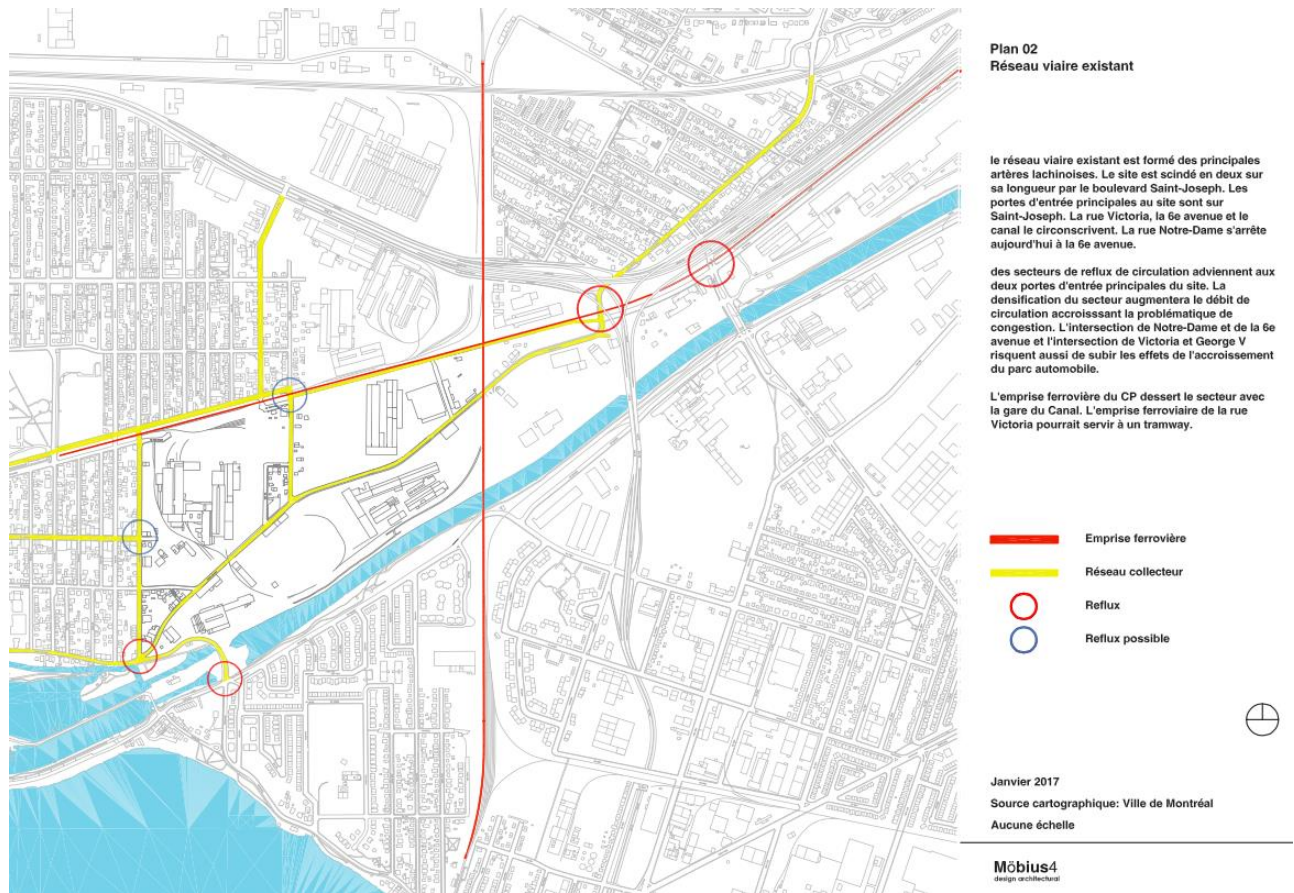 Plan 02
Réseau viaire existant
le réseau viaire existant est formé des principales
artères lachinoises. Le site est scindé en deux sur
sa longueur par le boulevard Saint-Joseph. Les
portes d'entrée principales au site sont sur
Saint-Joseph. La rue Victoria, la 6e avenue et le
canal le circonscrivent. La rue Notre-Dame s'arrête
aujourd'hui à la 6e avenue.
des secteurs de reflux de circulation adviennent aux
deux portes d'entrée principales du site. La
densification du secteur augmentera le débit de
circulation accroisssant la problématique de
congestion. L'intersection de Notre-Dame et de la 6e
avenue et l'intersection de Victoria et George V
risquent aussi de subir les effets de l'accroissement
du parc automobile.
L'emprise ferrovière du CP dessert le secteur avec
la gare du Canal. L'emprise ferroviaire de la rue
Victoria pourrait servir à un tramway.
Emprise ferrovière
Réseau collecteur
Reflux
Reflux possible
Janvier 2017
Source cartographique: Ville de Montréal
Aucune échelle
Möbius4
design architectural